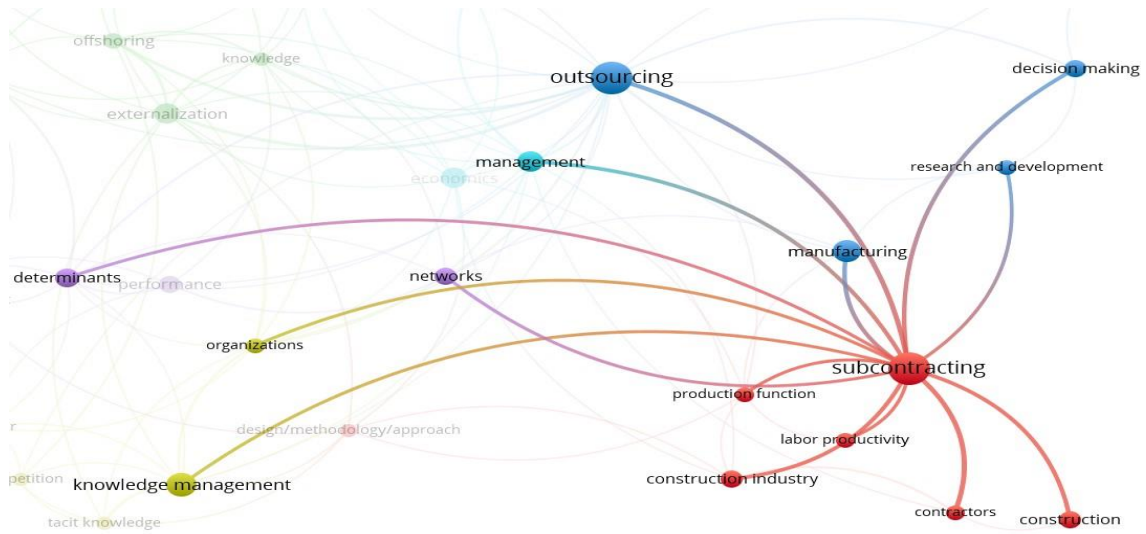 offshoring
knowledge
outsourcing
decision making
externalization
management
economics
research and development
manufacturing
determinants
performance
networks
organizations
subcontracting
production function
design/methodology/approach
labor productivity
r
petition
knowledge management
construction industry
tacit knowledge
contractors
construction